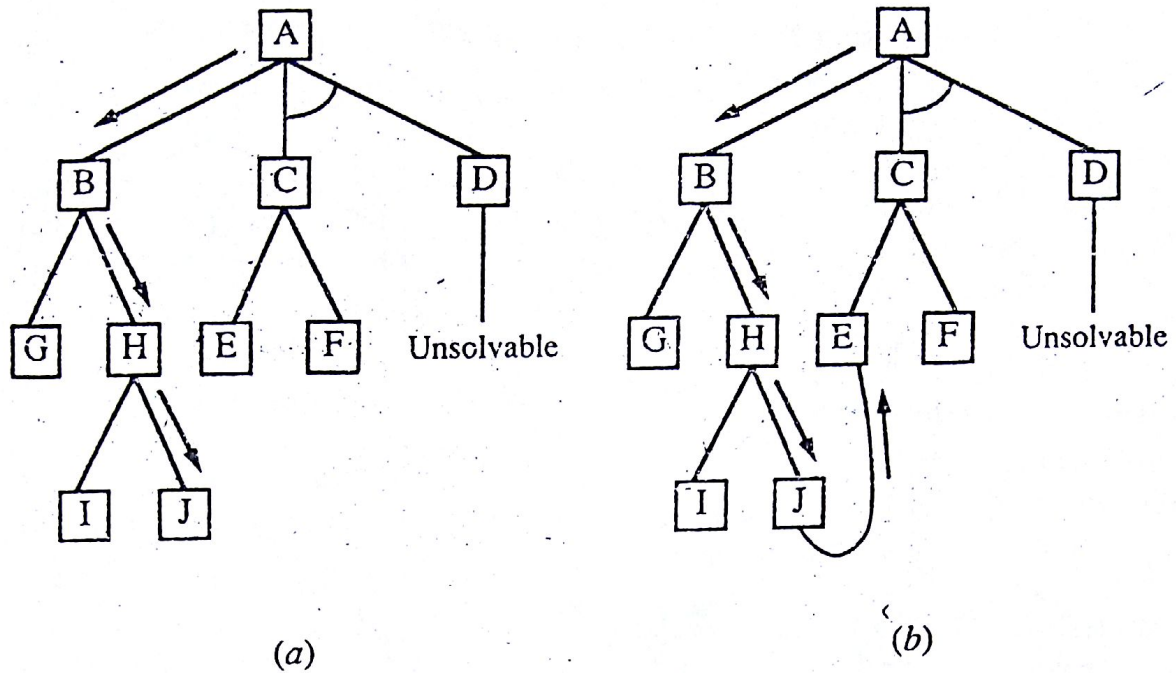 A
B C D
G H E F Unsolvable
I J
(a)
A
B C D
G H E F Unsolvable
I J
(b)